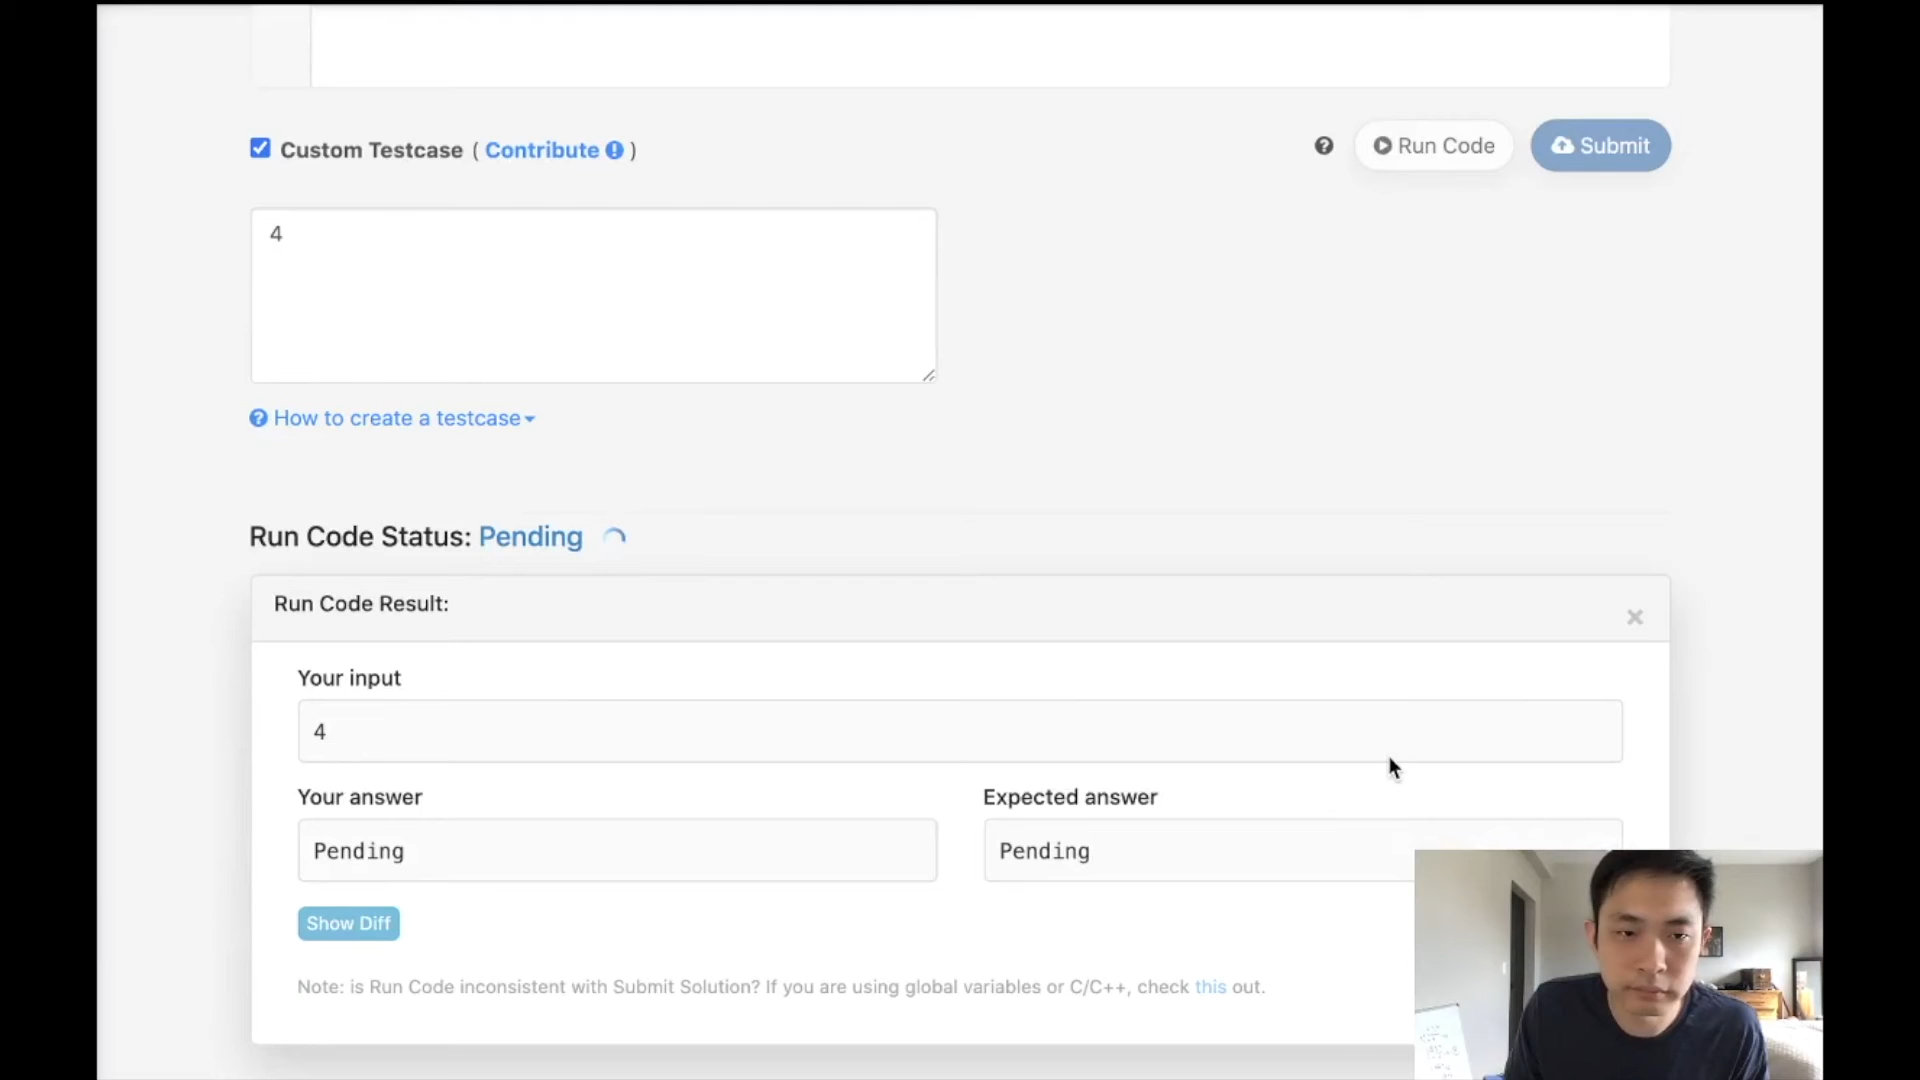 Custom Testcase ( Contribute )
Run Code
Submit
4
How to create a testcase
Run Code Status: Pending
Run Code Result:
Your input
4
Your answer
Expected answer
Pending
Pending
Show Diff
Note: is Run Code inconsistent with Submit Solution? If you are using global variables or C/C++, check this out.